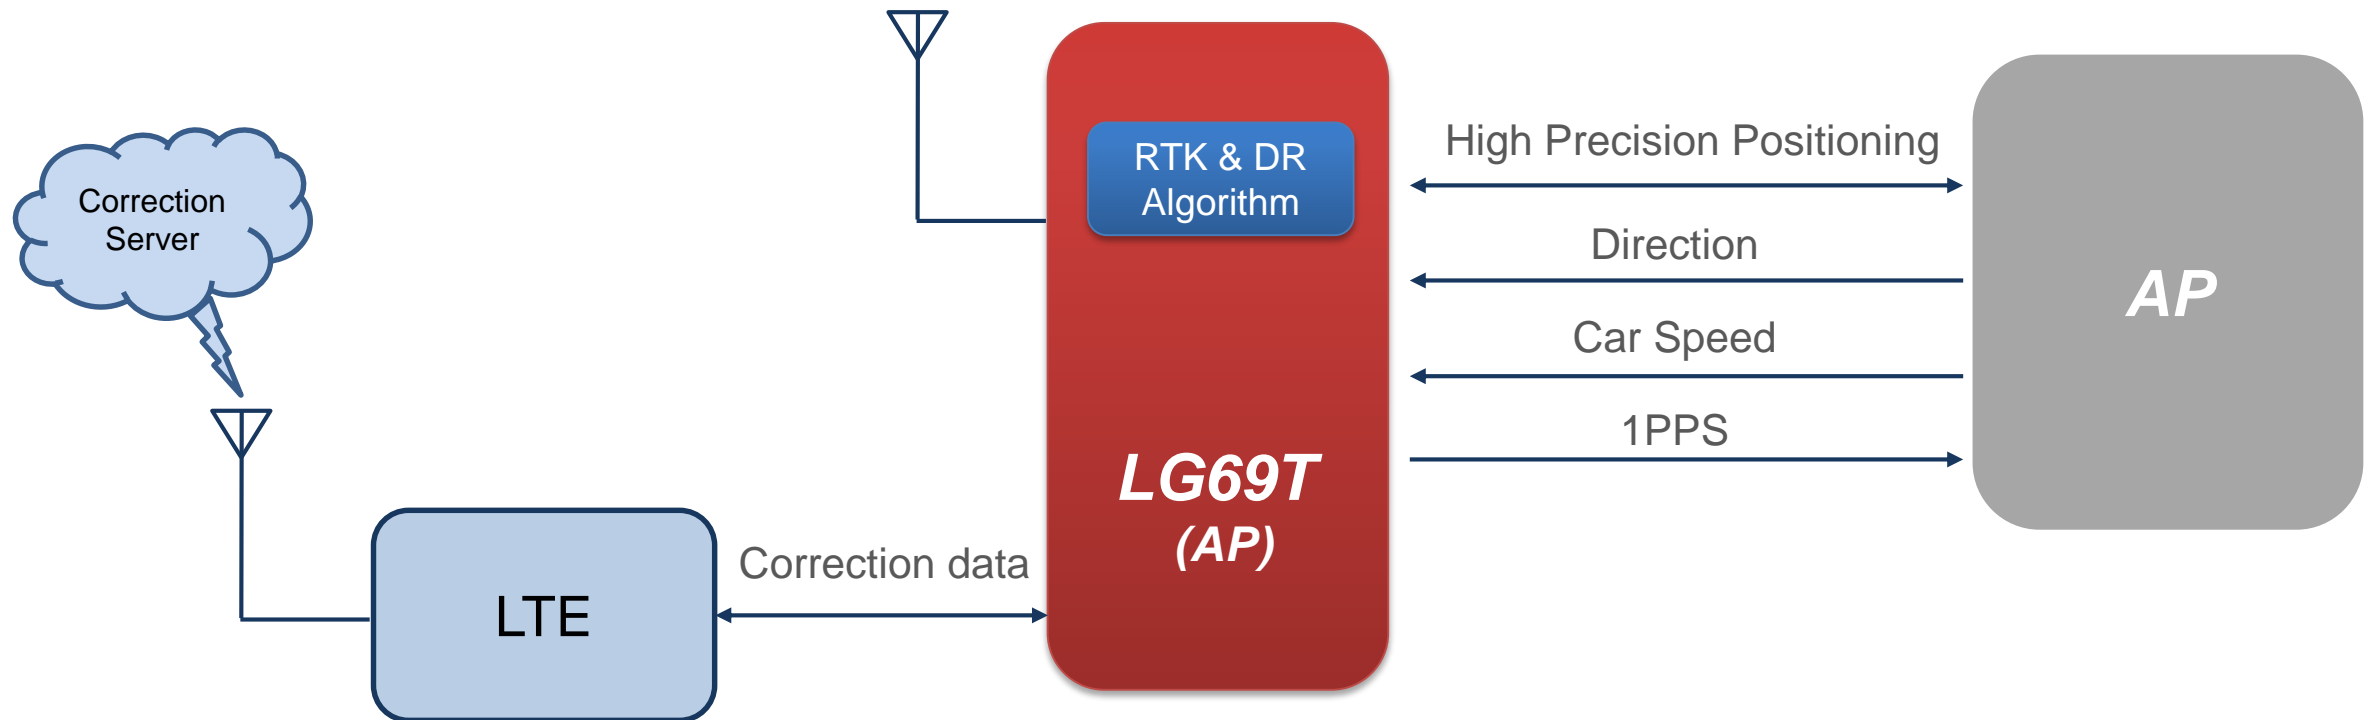 Correction
Server
LTE
Correction data
RTK & DR
Algorithm
LG69T
(AP)
High Precision Positioning
Direction
Car Speed
1PPS
AP